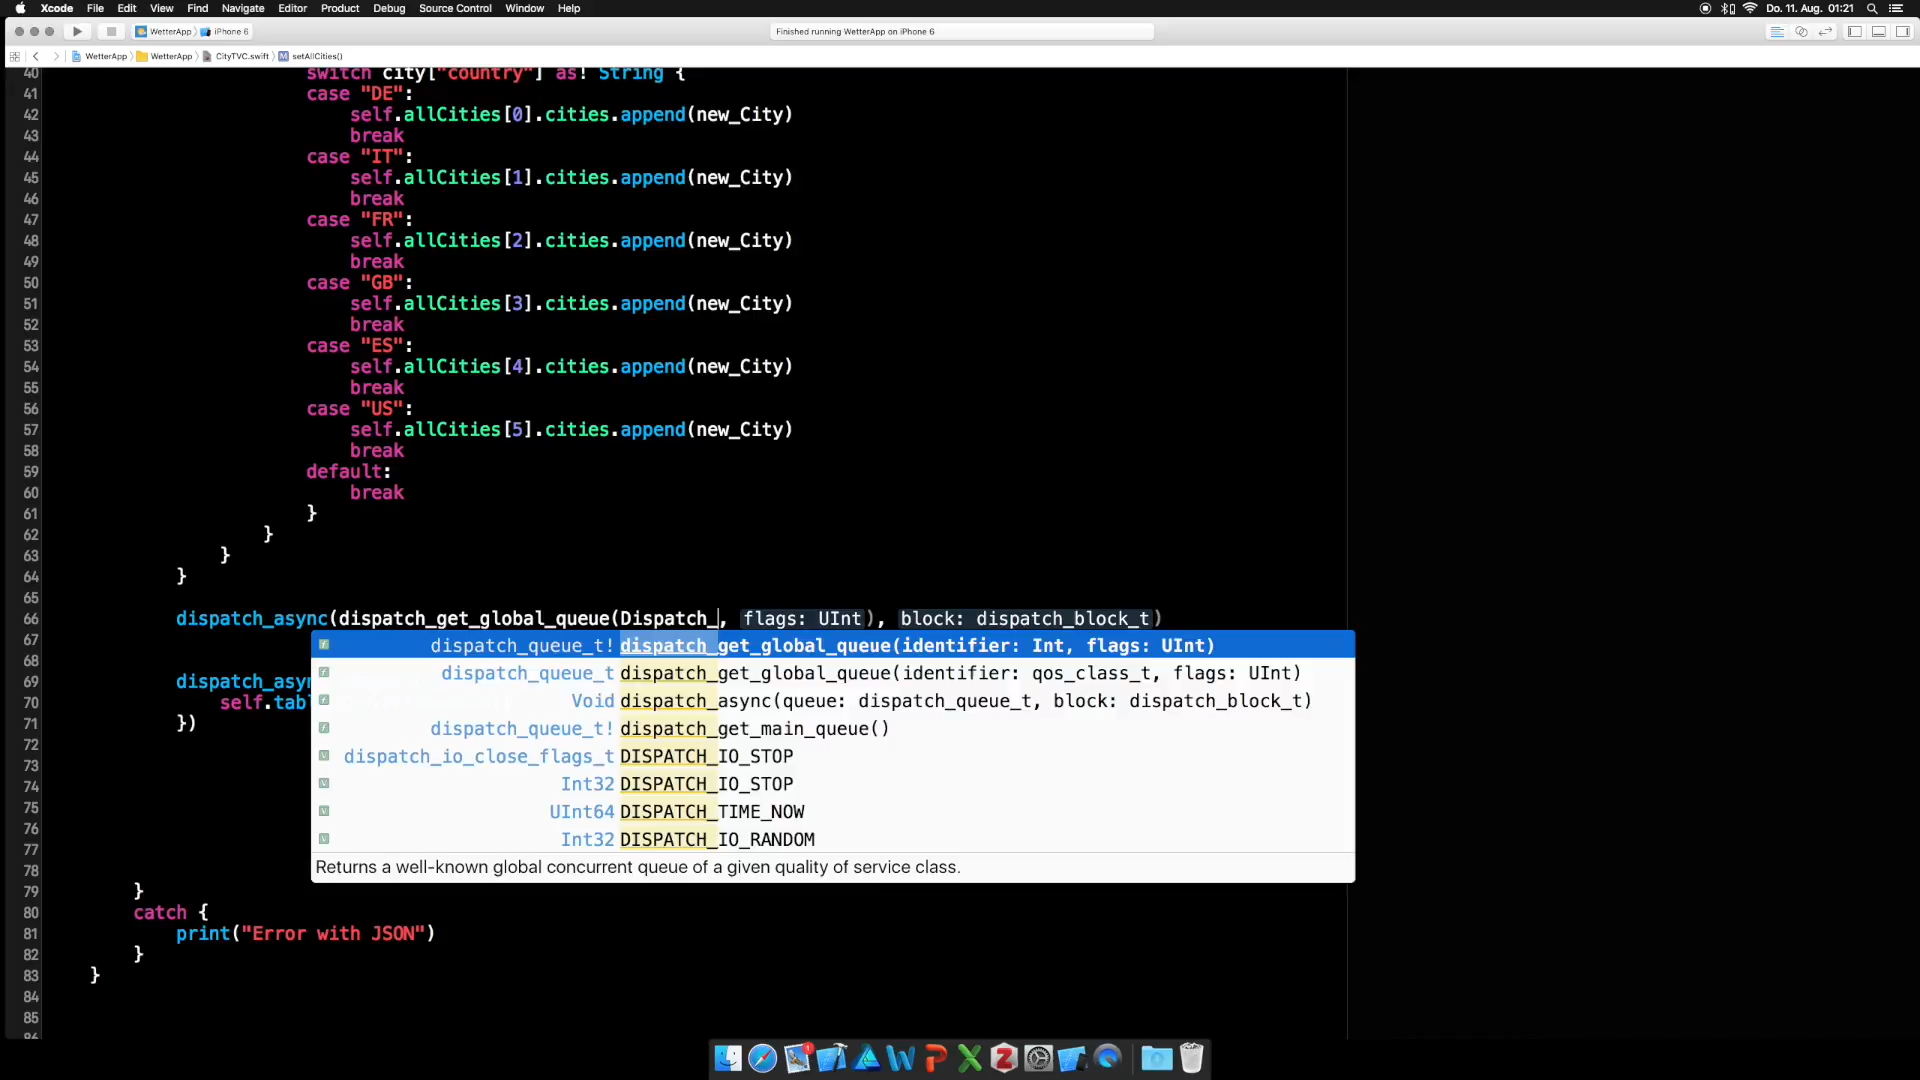 Xcode File Edit View Find Navigate Editor Product Debug Source Control Window Help Do. 11. Aug. 01:21
WetterApp iPhone 6 Finished running WetterApp on iPhone 6
WetterApp WetterApp CityTVC.swift M setAllCities()
40 switch city["country"] as! String {
41 case "DE":
42 self.allCities[0].cities.append(new_City)
43 break
44 case "IT":
45 self.allCities[1].cities.append(new_City)
46 break
47 case "FR":
48 self.allCities[2].cities.append(new_City)
49 break
50 case "GB":
51 self.allCities[3].cities.append(new_City)
52 break
53 case "ES":
54 self.allCities[4].cities.append(new_City)
55 break
56 case "US":
57 self.allCities[5].cities.append(new_City)
58 break
59 default:
60 break
61 }
62 }
63 }
64 }
65
66 dispatch_async(dispatch_get_global_queue(Dispatch_, flags: UInt), block: dispatch_block_t)
67 f dispatch_queue_t! dispatch_get_global_queue(identifier: Int, flags: UInt)
68 f dispatch_queue_t dispatch_get_global_queue(identifier: qos_class_t, flags: UInt)
69 dispatch_asyn
70 self.tab f Void dispatch_async(queue: dispatch_queue_t, block: dispatch_block_t)
71 }) f dispatch_queue_t! dispatch_get_main_queue()
72
73 V dispatch_io_close_flags_t DISPATCH_IO_STOP
74 V Int32 DISPATCH_IO_STOP
75 V UInt64 DISPATCH_TIME_NOW
76
77 V Int32 DISPATCH_IO_RANDOM
78 Returns a well-known global concurrent queue of a given quality of service class.
79 }
80 catch {
81 print("Error with JSON")
82 }
83 }
84
85
86
1